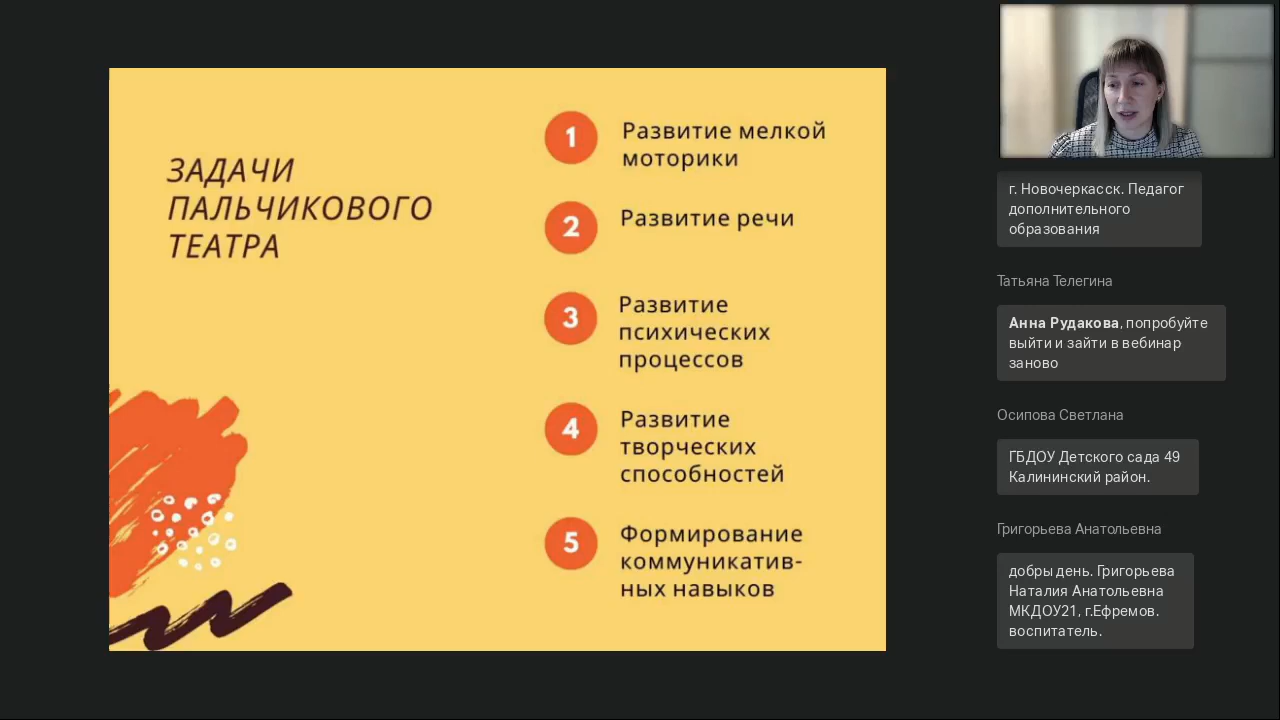 ЗАДАЧИ
ПАЛЬЧИКОВОГО
ТЕАТРА
1
Развитие мелкой
моторики
2
Развитие речи
3
Развитие
психических
процессов
4
Развитие
творческих
способностей
5
Формирование
коммуникатив-
ных навыков
г. Новочеркасск. Педагог
дополнительного
образования
Татьяна Телегина
Анна Рудакова, попробуйте
выйти и зайти в вебинар
заново
Осипова Светлана
ГБДОУ Детского сада 49
Калининский район.
Григорьева Анатольевна
добры день. Григорьева
Наталия Анатольевна
МКДОУ21, г.Ефремов.
воспитатель.